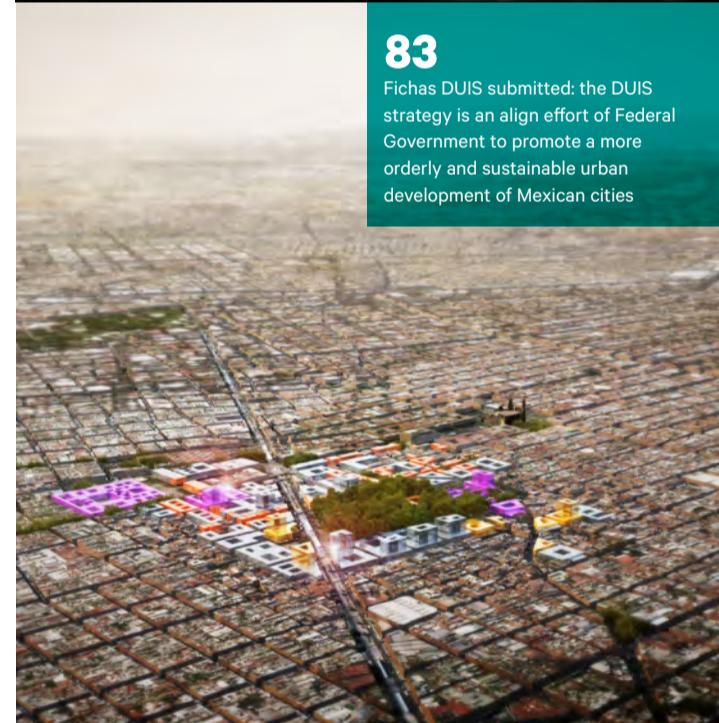 83
Fichas DUIS submitted: the DUIS
strategy is an align effort of Federal
Government to promote a more
orderly and sustainable urban
development of Mexican cities